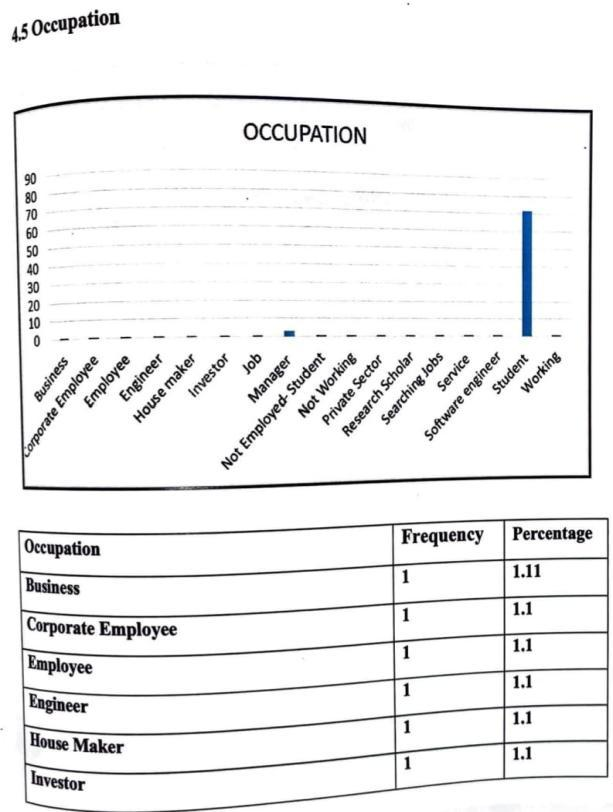 4.5 Occupation
OCCUPATION
90
80
70
60
50
40
30
20
10
0
Business
Corporate Employee
Employee
Engineer
House maker
Investor
Job
Manager
Not Employed- Student
Not Working
Private Sector
Research Scholar
Searching Jobs
Service
Software engineer
Student
Working
Occupation Frequency Percentage
Business 1 1.11
Corporate Employee 1 1.1
Employee 1 1.1
Engineer 1 1.1
House Maker 1 1.1
Investor 1 1.1